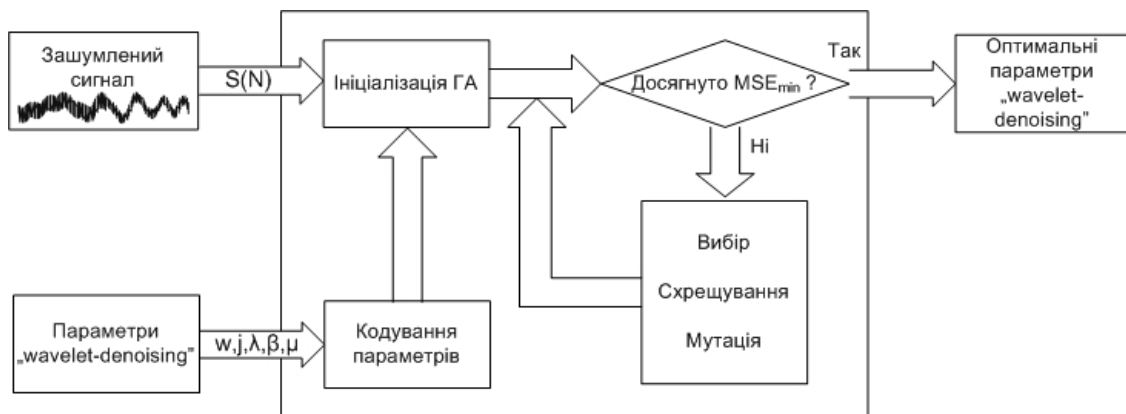 Зашумлений
сигнал
S(N)
Ініціалізація ГА
Досягнуто MSEmin ?
Так
Оптимальні
параметри
„wavelet-
denoising”
Ні
Вибір
Схрещування
Мутація
Параметри
„wavelet-denoising”
w,j,λ,β,μ
Кодування
параметрів